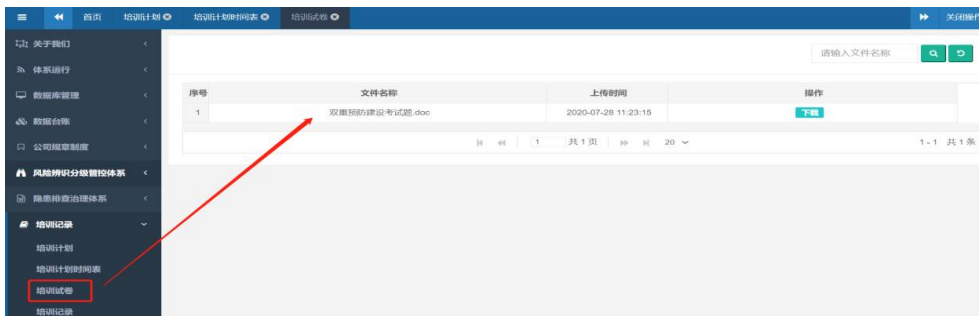 首页 培训计划 培训计划时间表 培训试卷 关闭操作
关于我们
体系运行
数据库管理
数据台账
公司规章制度
风险辨识分级管控体系
隐患排查治理体系
培训记录
培训计划
培训计划时间表
培训试卷
培训记录
请输入文件名称
序号 文件名称 上传时间 操作
1 双重预防建设考试题.doc 2020-07-28 11:23:15 下载
1 共 1 页 20
1 - 1 共 1 条